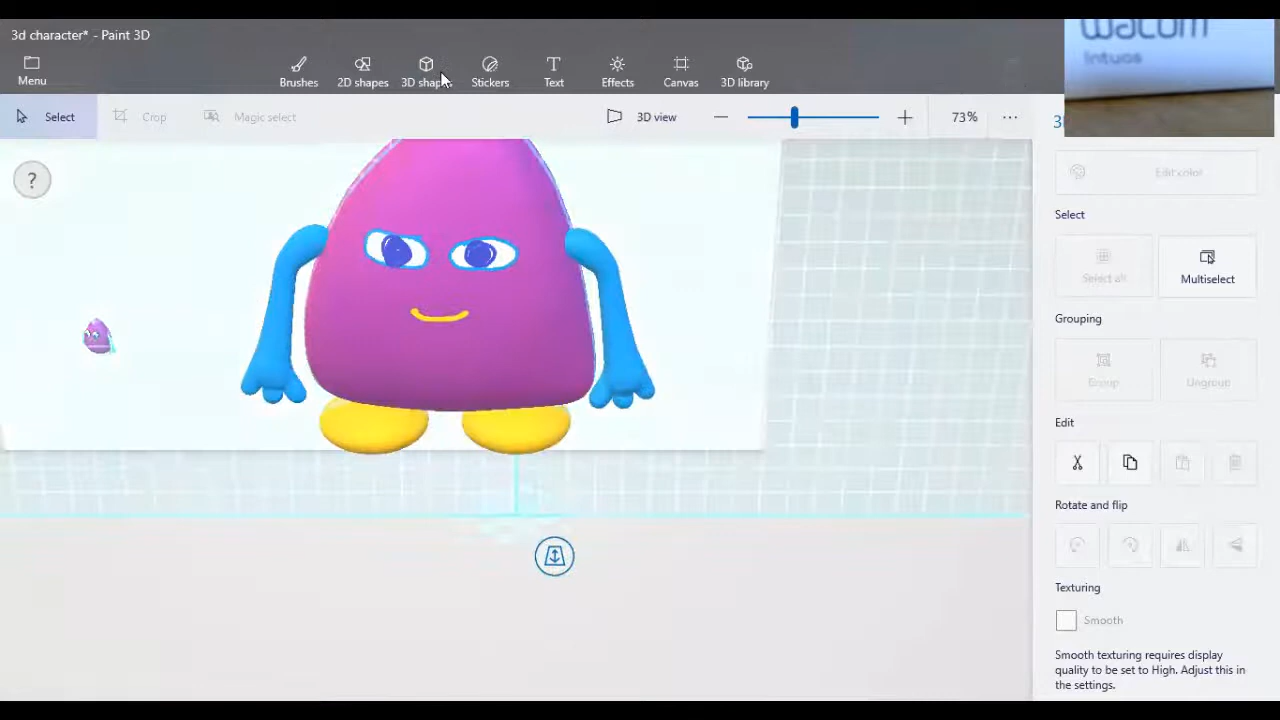 3d character* - Paint 3D
wacom
Intuos
Menu
Brushes
2D shapes
3D shapes
Stickers
Text
Effects
Canvas
3D library
Select
Crop
Magic select
3D view
73%
3
?
Edit color
Select
Select all
Multiselect
Grouping
Group
Ungroup
Edit
Rotate and flip
Texturing
Smooth
Smooth texturing requires display
quality to be set to High. Adjust this in
the settings.